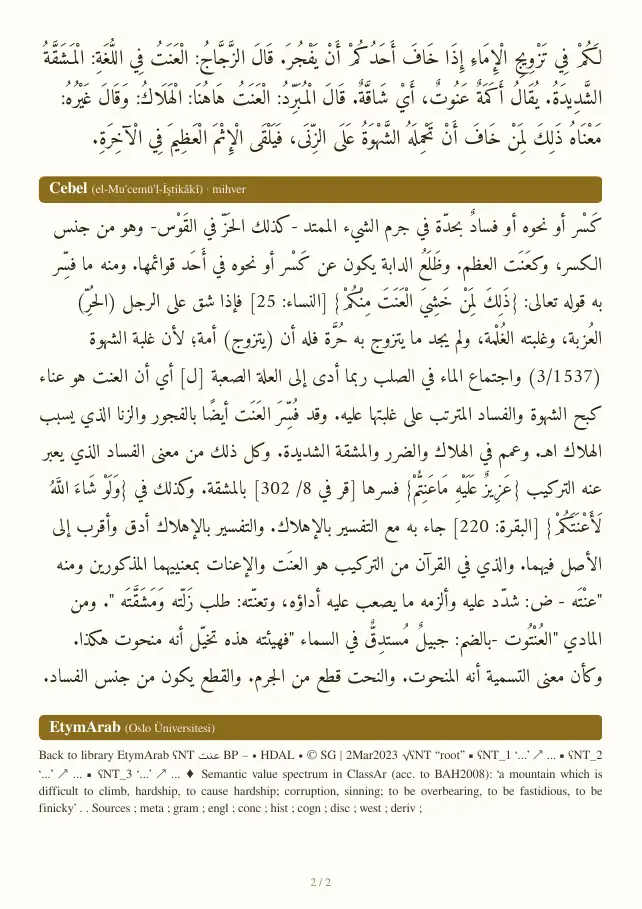 لَكُمْ فِي تَزْوِيجِ الْإِمَاءِ إِذَا خَافَ أَحَدُكُمْ أَنْ يَفْجُرَ. قَالَ الزَّجَّاجُ: الْعَنَتُ فِي اللُّغَةِ: الْمَشَقَّةُ
الشَّدِيدَةُ. يُقَالُ أَكَمَةٌ عَنُوتٌ، أَيْ شَاقَّةٌ. قَالَ الْمُبَرِّدُ: الْعَنَتُ هَاهُنَا: الْهَلَاكُ: وَقَالَ غَيْرُهُ:
مَعْنَاهُ ذَلِكَ لِمَنْ خَافَ أَنْ تَحْمِلَهُ الشَّهْوَةُ عَلَى الزِّنَى، فَيَلْقَى الْإِثْمَ الْعَظِيمَ فِي الْآخِرَةِ.
Cebel (el-Mu'cemü'l-İştikâkî) · mihver
كَسْر أو نحوه أو فسادٌ بحدّة في جرم الشيء الممتد -كذلك الحَزّ في القَوْس- وهو من جنس
الكسر، وكعَنَت العظم. وظَلَعُ الدابة يكون عن كَسْر أو نحوه في أَحَد قوائمها. ومنه ما فسِّر
به قوله تعالى: {ذَلِكَ لِمَنْ خَشِيَ الْعَنَتَ مِنْكُمْ} [النساء: 25] فإذا شق على الرجل (الحُرِّ)
العُزبة، وغلبته الغُلْمة، ولم يجد ما يتزوج به حُرَّة فله أن (يتزوج) أمة؛ لأن غلبة الشهوة
(3/1537) واجتماع الماء في الصلب ربما أدى إلى العلة الصعبة [ل] أي أن العنت هو عناء
كبح الشهوة والفساد المترتب على غلبتها عليه. وقد فُسِّرَ العَنَت أيضًا بالفجور والزنا الذي يسبب
الهلاك اهـ. وعمم في الهلاك والضرر والمشقة الشديدة. وكل ذلك من معنى الفساد الذي يعبر
عنه التركيب {عَزِيزٌ عَلَيْهِ مَاعَنِتُّمْ} فسرها [قر في 8/ 302] بالمشقة. وكذلك في {وَلَوْ شَاءَ اللَّهُ
لَأَعْنَتَكُمْ} [البقرة: 220] جاء به مع التفسير بالإهلاك. والتفسير بالإهلاك أدق وأقرب إلى
الأصل فيهما. والذي في القرآن من التركيب هو العنَت والإعنات بمعنييهما المذكورين ومنه
"عنْتَه - ض: شدّد عليه وألزمه ما يصعب عليه أداؤه، وتعنّته: طلب زَلّته وَمَشَقَّتَه ". ومن
المادي "العُنْتُوت -بالضم: جبيلٌ مُستدِقٌّ في السماء "فهيئته هذه تخيّل أنه منحوت هكذا.
وكأن معنى التسمية أنه المنحوت. والنحت قطع من الجرم. والقطع يكون من جنس الفساد.
EtymArab (Oslo Üniversitesi)
Back to library EtymArab ʕNT عنت BP – • HDAL • © SG | 2Mar2023 √ʕNT “root” ▪ ʕNT_1 ‘...’ ↗ ... ▪ ʕNT_2
‘...’ ↗ ... ▪ ʕNT_3 ‘...’ ↗ ... ♦ Semantic value spectrum in ClassAr (acc. to BAH2008): ‘a mountain which is
difficult to climb, hardship, to cause hardship; corruption, sinning; to be overbearing, to be fastidious, to be
finicky’ . . Sources ; meta ; gram ; engl ; conc ; hist ; cogn ; disc ; west ; deriv ;
2 / 2